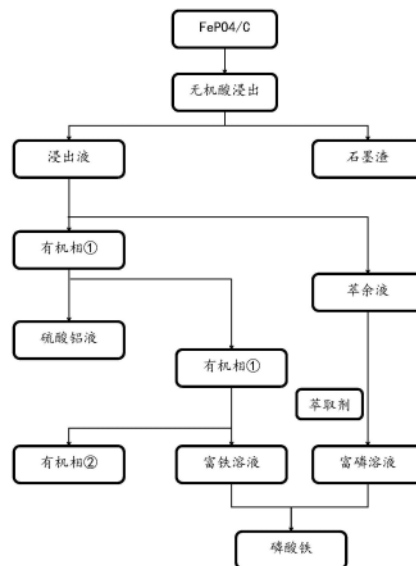 FePO4/C
无机酸浸出
浸出液
石墨渣
有机相①
萃余液
硫酸铝液
有机相①
萃取剂
有机相②
富铁溶液
富磷溶液
磷酸铁